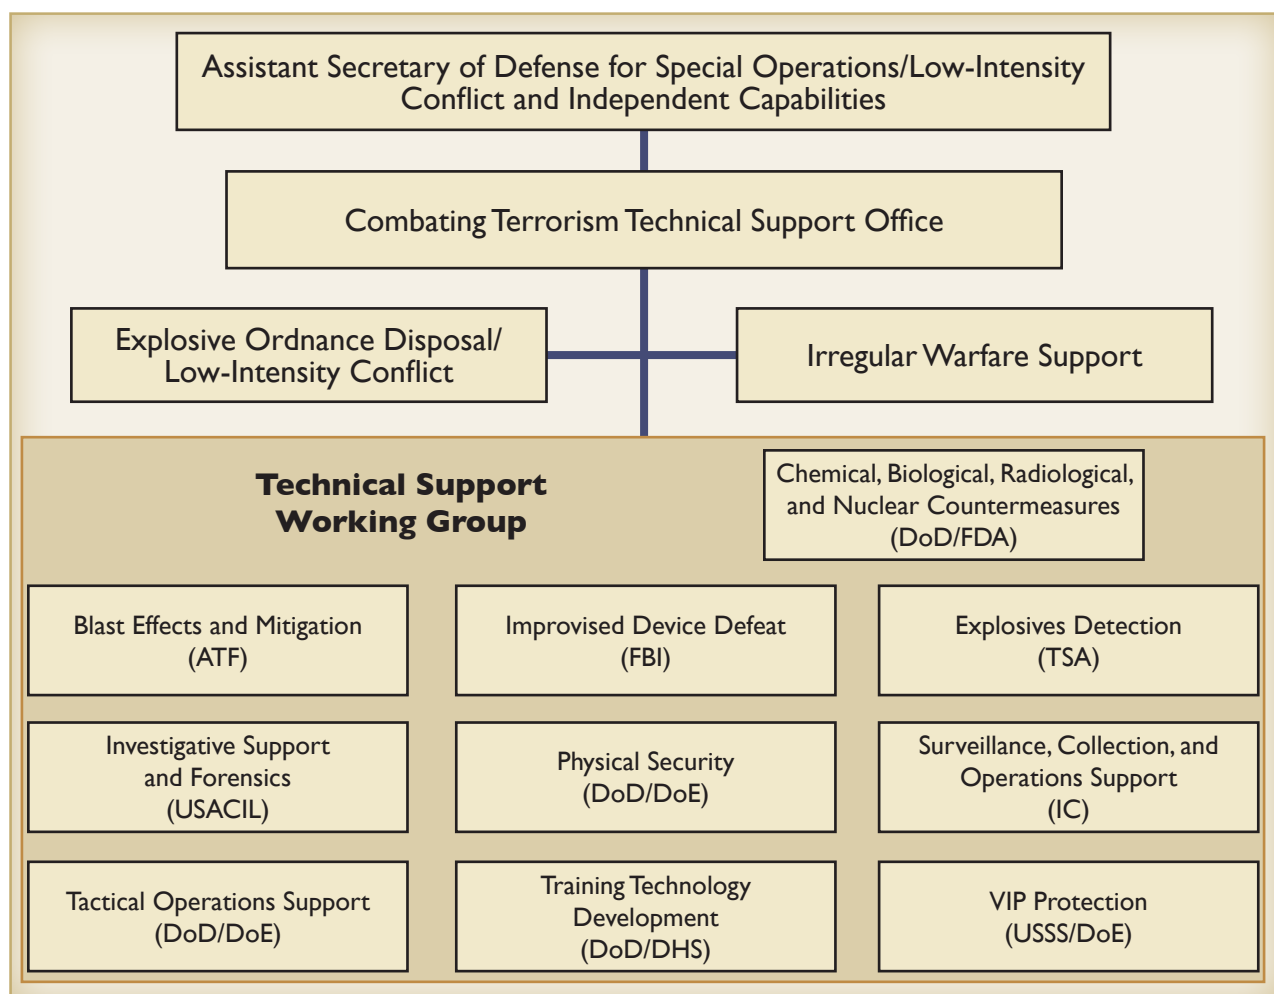 Assistant Secretary of Defense for Special Operations/Low-Intensity
Conflict and Independent Capabilities
Combating Terrorism Technical Support Office
Explosive Ordnance Disposal/
Low-Intensity Conflict
Irregular Warfare Support
Technical Support
Working Group
Chemical, Biological, Radiological,
and Nuclear Countermeasures
(DoD/FDA)
Blast Effects and Mitigation
(ATF)
Improvised Device Defeat
(FBI)
Explosives Detection
(TSA)
Investigative Support
and Forensics
(USACIL)
Physical Security
(DoD/DoE)
Surveillance, Collection, and
Operations Support
(IC)
Tactical Operations Support
(DoD/DoE)
Training Technology
Development
(DoD/DHS)
VIP Protection
(USSS/DoE)